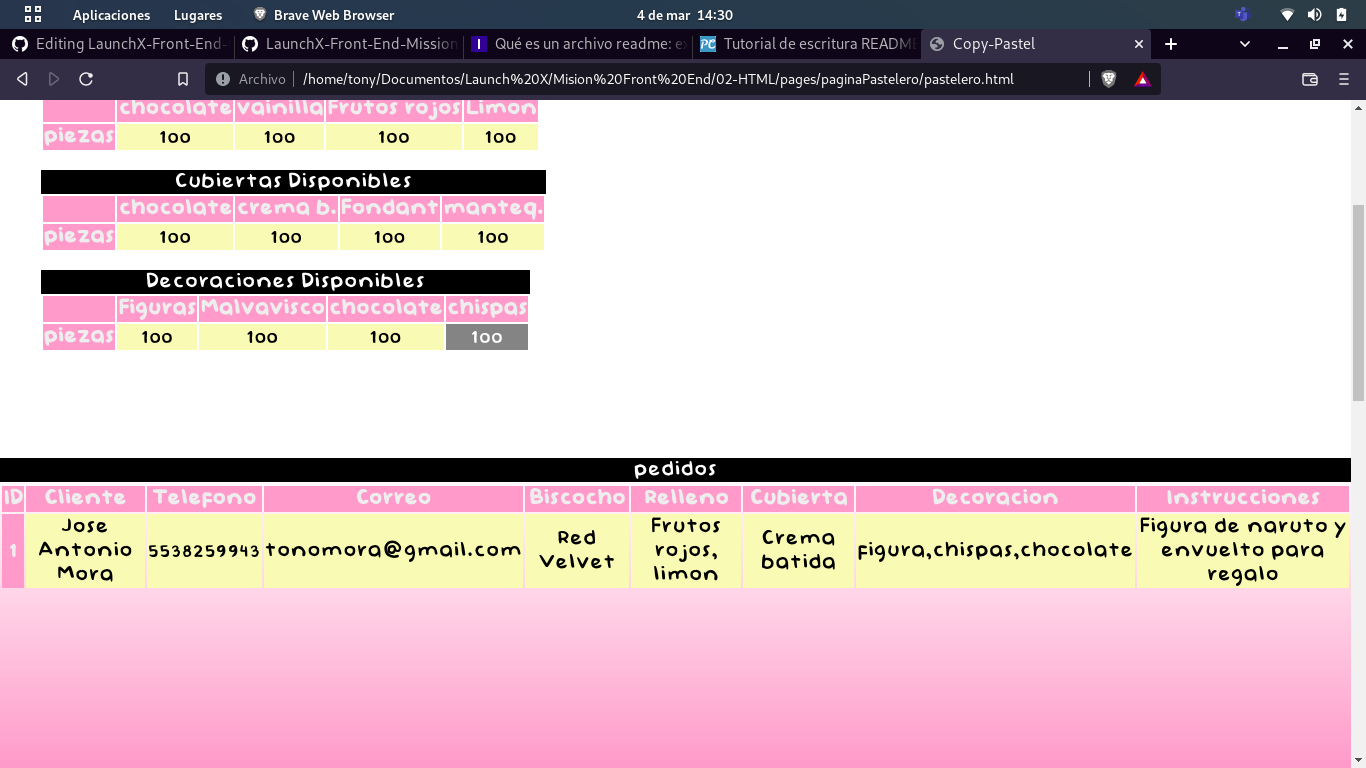 Aplicaciones Lugares Brave Web Browser 4 de mar 14:30
Editing LaunchX-Front-End- LaunchX-Front-End-Mission Qué es un archivo readme: ex Tutorial de escritura README Copy-Pastel
Archivo /home/tony/Documentos/Launch%20X/Mision%20Front%20End/02-HTML/pages/paginaPastelero/pastelero.html
chocolate vainilla Frutos rojos Limon
piezas 100 100 100 100
Cubiertas Disponibles
chocolate crema b. Fondant manteq.
piezas 100 100 100 100
Decoraciones Disponibles
Figuras Malvavisco chocolate chispas
piezas 100 100 100 100
pedidos
ID Cliente Telefono Correo Biscocho Relleno Cubierta Decoracion Instrucciones
1 Jose Antonio Mora 5538259943 tonomora@gmail.com Red Velvet Frutos rojos, limon Crema batida Figura,chispas,chocolate Figura de naruto y envuelto para regalo